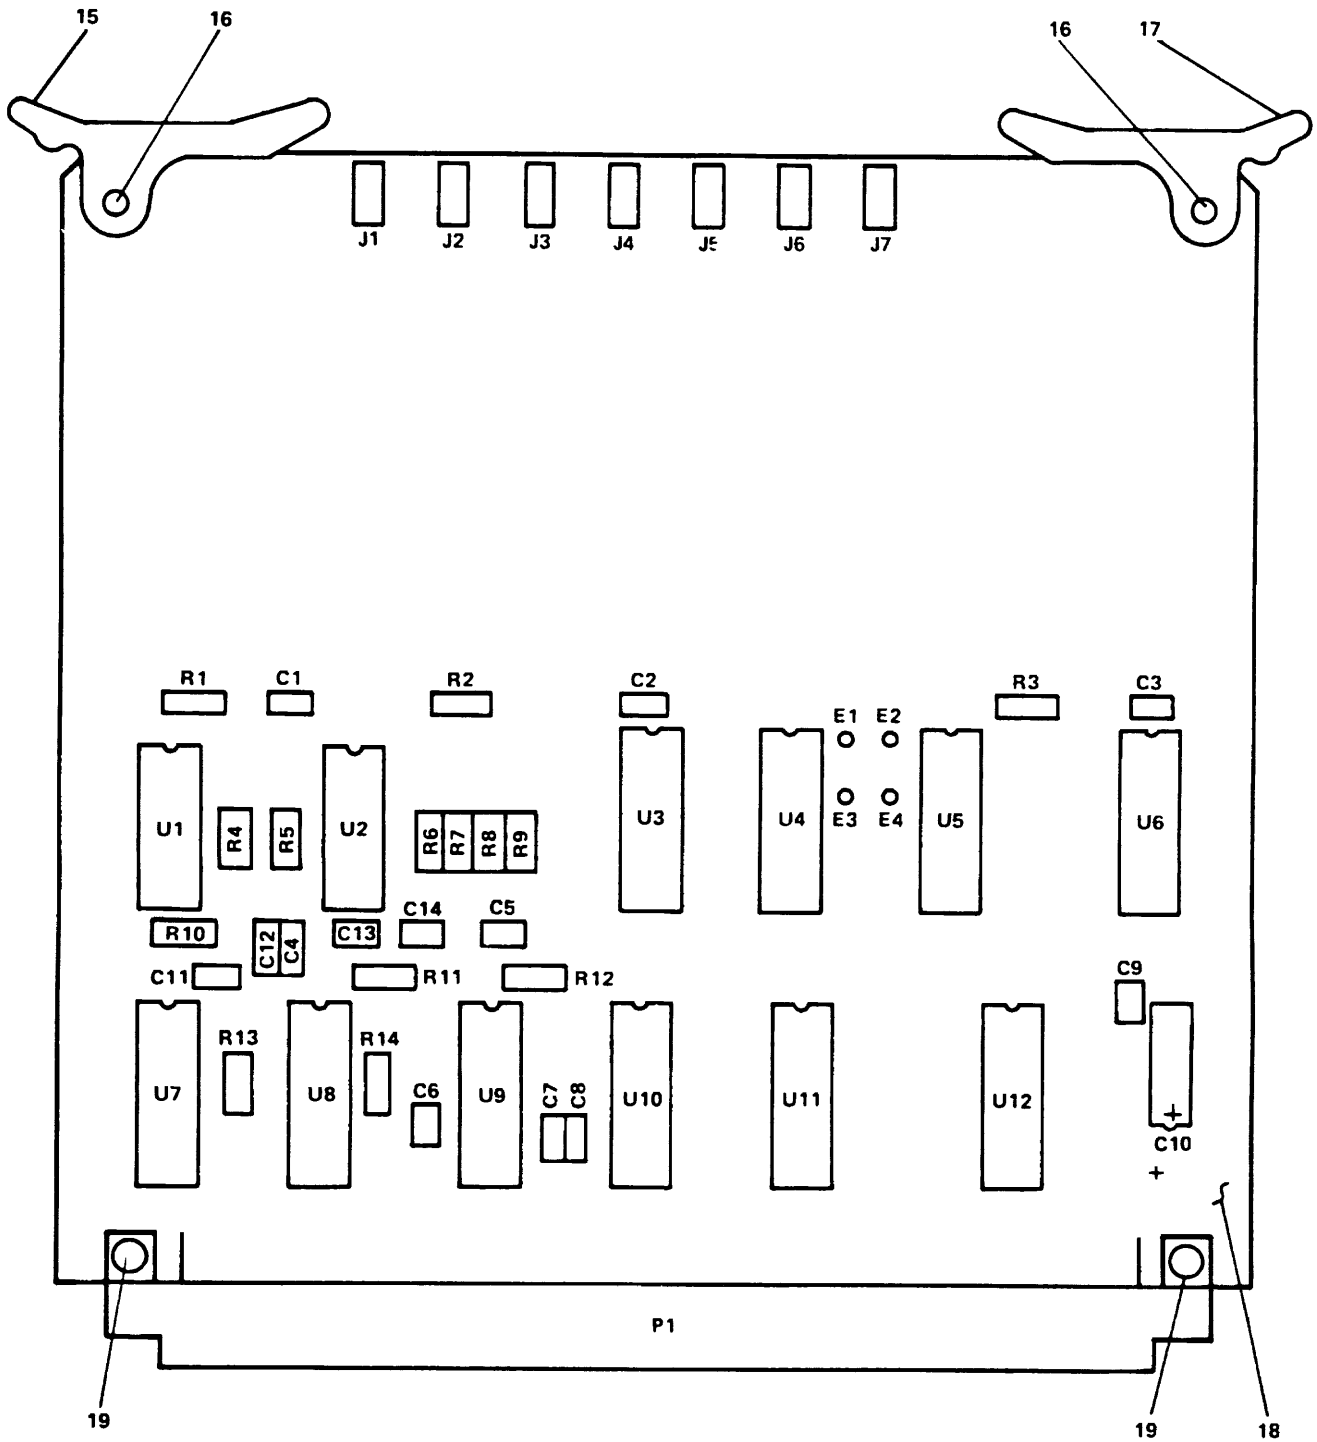 15 16 16 17
J1 J2 J3 J4 J5 J6 J7
R1 C1 R2 C2 R3 C3
E1 E2
U1 R4 R5 U2 R6 R7 R8 R9 U3 U4 E3 E4 U5 U6
C14 C5
R10 C12 C4 C13
C11 R11 R12 C9
R13 R14
U7 U8 C6 U9 C7 C8 U10 U11 U12 +
C10
+
P1
19 19 18